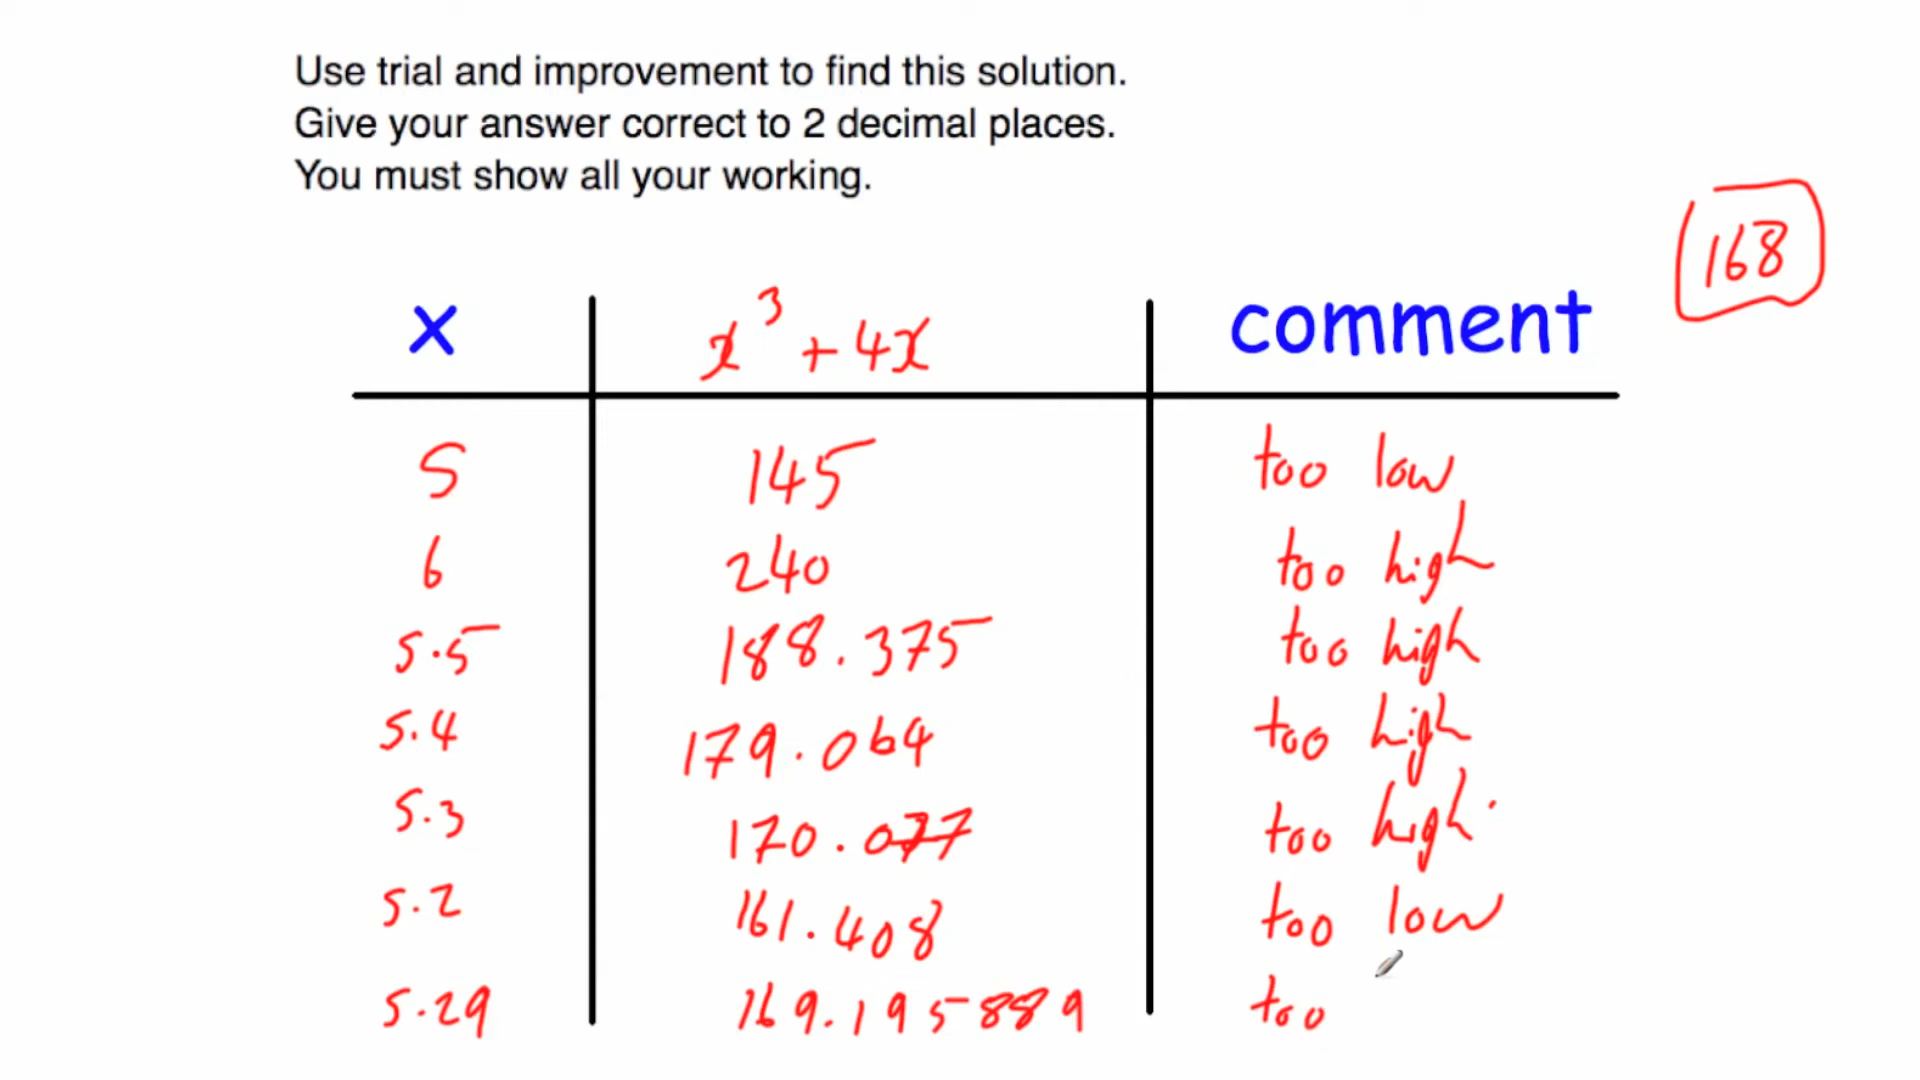 Use trial and improvement to find this solution.
Give your answer correct to 2 decimal places.
You must show all your working.
168
x x³ + 4x comment
5 145 too low
6 240 too high
5.5 188.375 too high
5.4 179.064 too high
5.3 170.077 too high
5.2 161.408 too low
5.29 169.195889 too